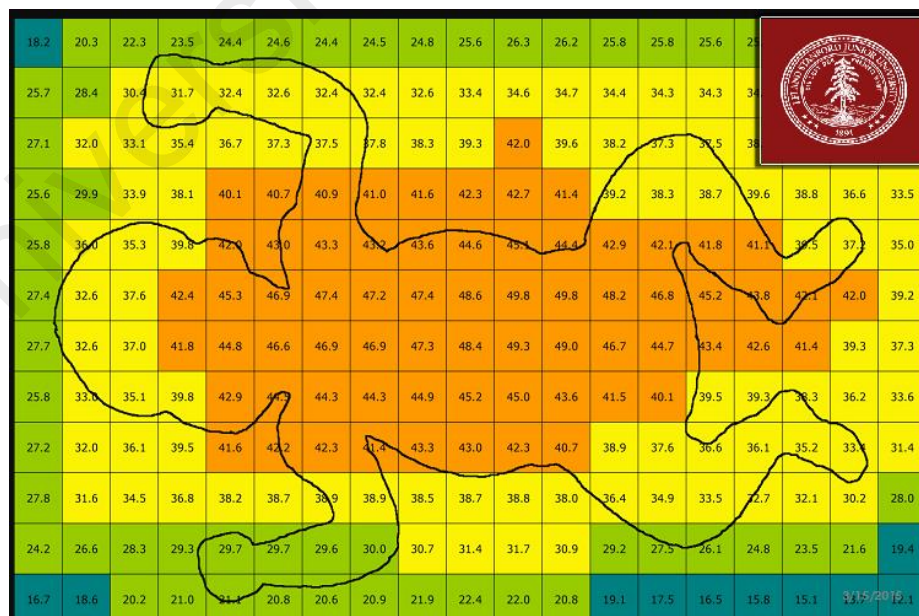 18.2 20.3 22.3 23.5 24.4 24.6 24.4 24.5 24.8 25.6 26.3 26.2 25.8 25.8 25.6
LELAND STANFORD JUNIOR UNIVERSITY
1891
25.7 28.4 30.4 31.7 32.4 32.6 32.4 32.4 32.6 33.4 34.6 34.7 34.4 34.3 34.3
27.1 32.0 33.1 35.4 36.7 37.3 37.5 37.8 38.3 39.3 42.0 39.6 38.2 37.3 37.5
25.6 29.9 33.9 38.1 40.1 40.7 40.9 41.0 41.6 42.3 42.7 41.4 39.2 38.3 38.7 39.6 38.8 36.6 33.5
25.8 36.0 35.3 39.8 42.0 43.0 43.3 43.2 43.6 44.6 45.1 44.4 42.9 42.1 41.8 41.1 39.5 37.2 35.0
27.4 32.6 37.6 42.4 45.3 46.9 47.4 47.2 47.4 48.6 49.8 49.8 48.2 46.8 45.2 43.8 42.1 42.0 39.2
27.7 32.6 37.0 41.8 44.8 46.6 46.9 46.9 47.3 48.4 49.3 49.0 46.7 44.7 43.4 42.6 41.4 39.3 37.3
25.8 33.0 35.1 39.8 42.9 44.3 44.3 44.9 45.2 45.0 43.6 41.5 40.1 39.5 39.3 38.3 36.2 33.6
27.2 32.0 36.1 39.5 41.6 42.2 42.3 41.4 43.3 43.0 42.3 40.7 38.9 37.6 36.6 36.1 35.2 33.4 31.4
27.8 31.6 34.5 36.8 38.2 38.7 38.9 38.9 38.5 38.7 38.8 38.0 36.4 34.9 33.5 32.7 32.1 30.2 28.0
24.2 26.6 28.3 29.3 29.7 29.7 29.6 30.0 30.7 31.4 31.7 30.9 29.2 27.5 26.1 24.8 23.5 21.6 19.4
16.7 18.6 20.2 21.0 21.1 20.8 20.6 20.9 21.9 22.4 22.0 20.8 19.1 17.5 16.5 15.8 15.1 13.7 12.1